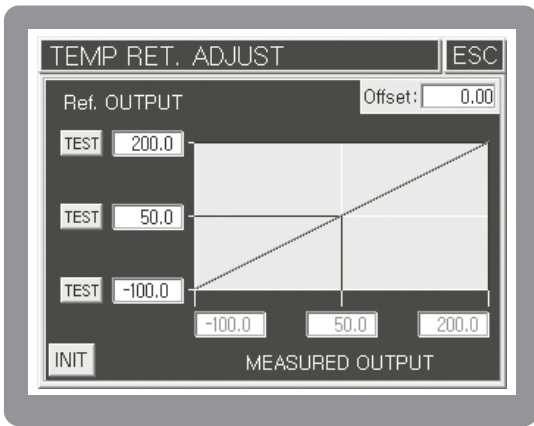 TEMP RET. ADJUST ESC
Ref. OUTPUT Offset: 0.00
TEST 200.0
TEST 50.0
TEST -100.0
-100.0 50.0 200.0
INIT MEASURED OUTPUT